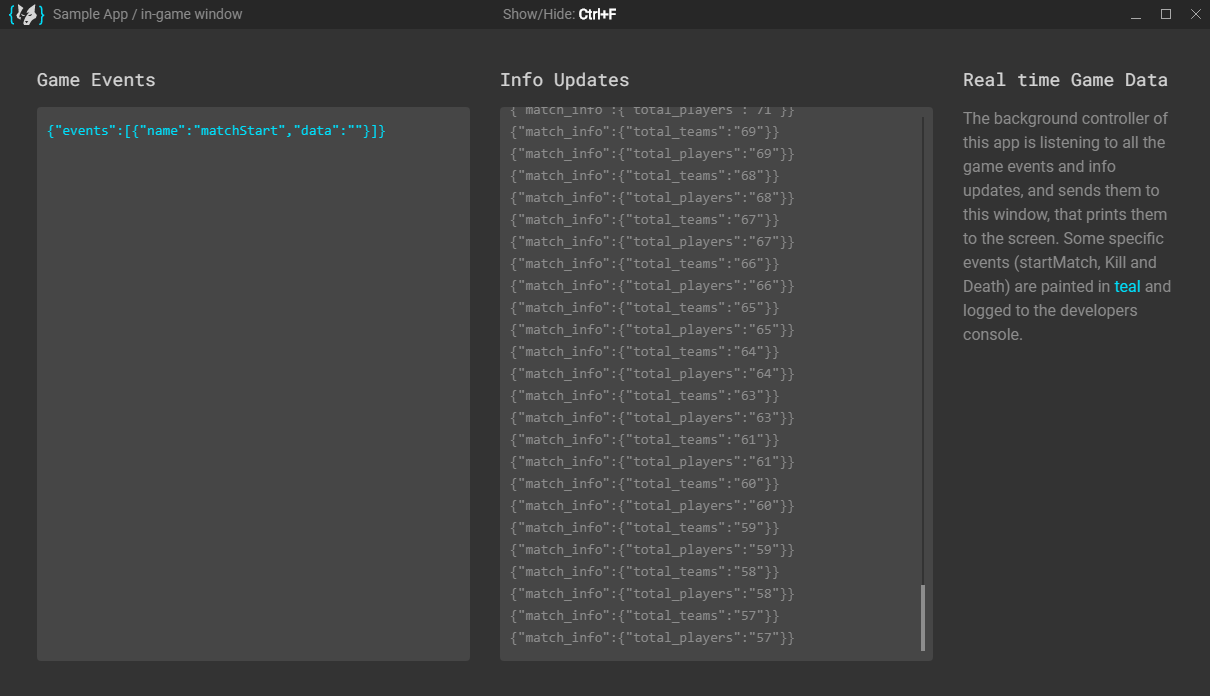 Sample App / in-game window
Show/Hide: Ctrl+F
Game Events
{"events":[{"name":"matchStart","data":""}]}
Info Updates
{"match_info":{"total_players":"71"}}
{"match_info":{"total_teams":"69"}}
{"match_info":{"total_players":"69"}}
{"match_info":{"total_teams":"68"}}
{"match_info":{"total_players":"68"}}
{"match_info":{"total_teams":"67"}}
{"match_info":{"total_players":"67"}}
{"match_info":{"total_teams":"66"}}
{"match_info":{"total_players":"66"}}
{"match_info":{"total_teams":"65"}}
{"match_info":{"total_players":"65"}}
{"match_info":{"total_teams":"64"}}
{"match_info":{"total_players":"64"}}
{"match_info":{"total_teams":"63"}}
{"match_info":{"total_players":"63"}}
{"match_info":{"total_teams":"61"}}
{"match_info":{"total_players":"61"}}
{"match_info":{"total_teams":"60"}}
{"match_info":{"total_players":"60"}}
{"match_info":{"total_teams":"59"}}
{"match_info":{"total_players":"59"}}
{"match_info":{"total_teams":"58"}}
{"match_info":{"total_players":"58"}}
{"match_info":{"total_teams":"57"}}
{"match_info":{"total_players":"57"}}
Real time Game Data
The background controller of
this app is listening to all the
game events and info
updates, and sends them to
this window, that prints them
to the screen. Some specific
events (startMatch, Kill and
Death) are painted in teal and
logged to the developers
console.